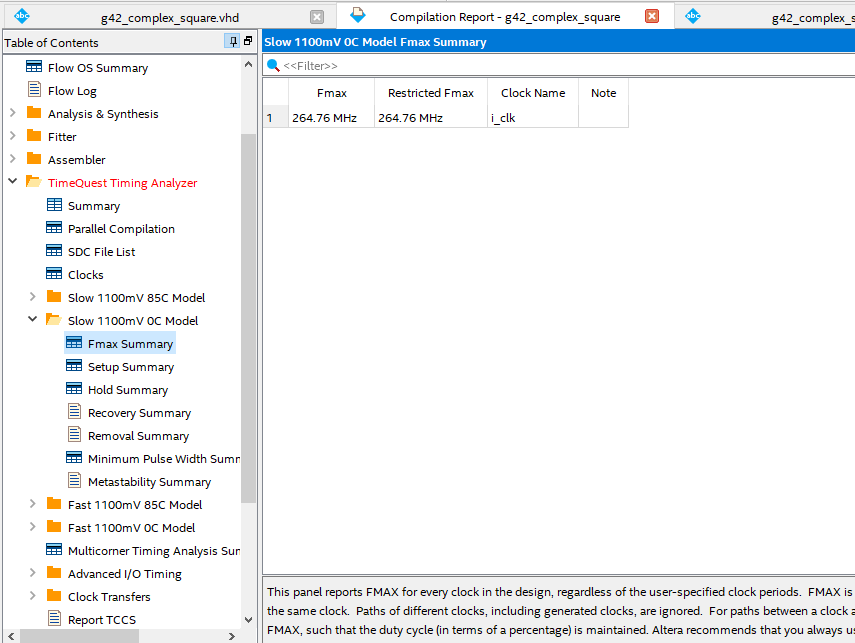 abc g42_complex_square.vhd
Compilation Report - g42_complex_square
abc g42_complex_s
Table of Contents
Flow OS Summary
Flow Log
Analysis & Synthesis
Fitter
Assembler
TimeQuest Timing Analyzer
Summary
Parallel Compilation
SDC File List
Clocks
Slow 1100mV 85C Model
Slow 1100mV 0C Model
Fmax Summary
Setup Summary
Hold Summary
Recovery Summary
Removal Summary
Minimum Pulse Width Sumr
Metastability Summary
Fast 1100mV 85C Model
Fast 1100mV 0C Model
Multicorner Timing Analysis Sur
Advanced I/O Timing
Clock Transfers
Report TCCS
Slow 1100mV 0C Model Fmax Summary
<<Filter>>
Fmax Restricted Fmax Clock Name Note
1 264.76 MHz 264.76 MHz i_clk
This panel reports FMAX for every clock in the design, regardless of the user-specified clock periods. FMAX is
the same clock. Paths of different clocks, including generated clocks, are ignored. For paths between a clock a
FMAX, such that the duty cycle (in terms of a percentage) is maintained. Altera recommends that you always us